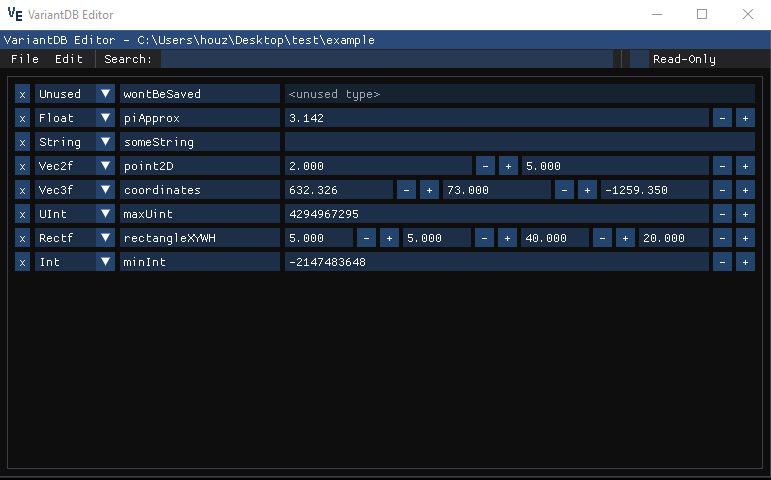 VE VariantDB Editor
VariantDB Editor - C:\Users\houz\Desktop\test\example
File Edit Search: Read-Only
x Unused ▼ wontBeSaved <unused type>
x Float ▼ piApprox 3.142 - +
x String ▼ someString
x Vec2f ▼ point2D 2.000 - + 5.000 - +
x Vec3f ▼ coordinates 632.326 - + 73.000 - + -1259.350 - +
x UInt ▼ maxUint 4294967295 - +
x Rectf ▼ rectangleXYWH 5.000 - + 5.000 - + 40.000 - + 20.000 - +
x Int ▼ minInt -2147483648 - +